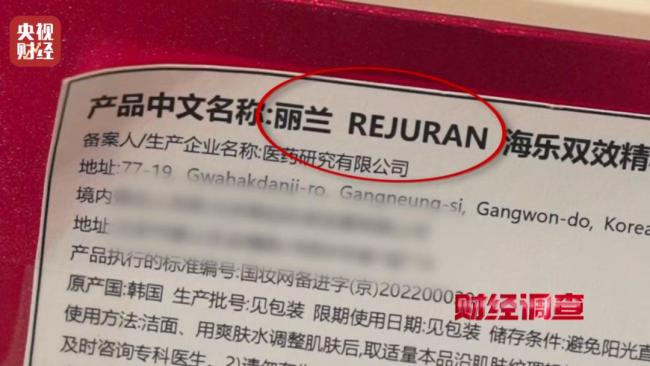 央视
财经
产品中文名称:丽兰 REJURAN 海乐双效精
备案人/生产企业名称:医药研究有限公司
地址:77-19, Gwahakdanji-ro, Gangneung-si, Gangwon-do, Korea
境内
地址
产品执行的标准编号:国妆网备进字(京)202200002
财经调查
原产国:韩国 生产批号:见包装 限期使用日期:见包装 储存条件:避免阳光直
使用方法:洁面、用爽肤水调整肌肤后,取适量本品沿肌肤纹理
及时咨询专科医生。2)请勿